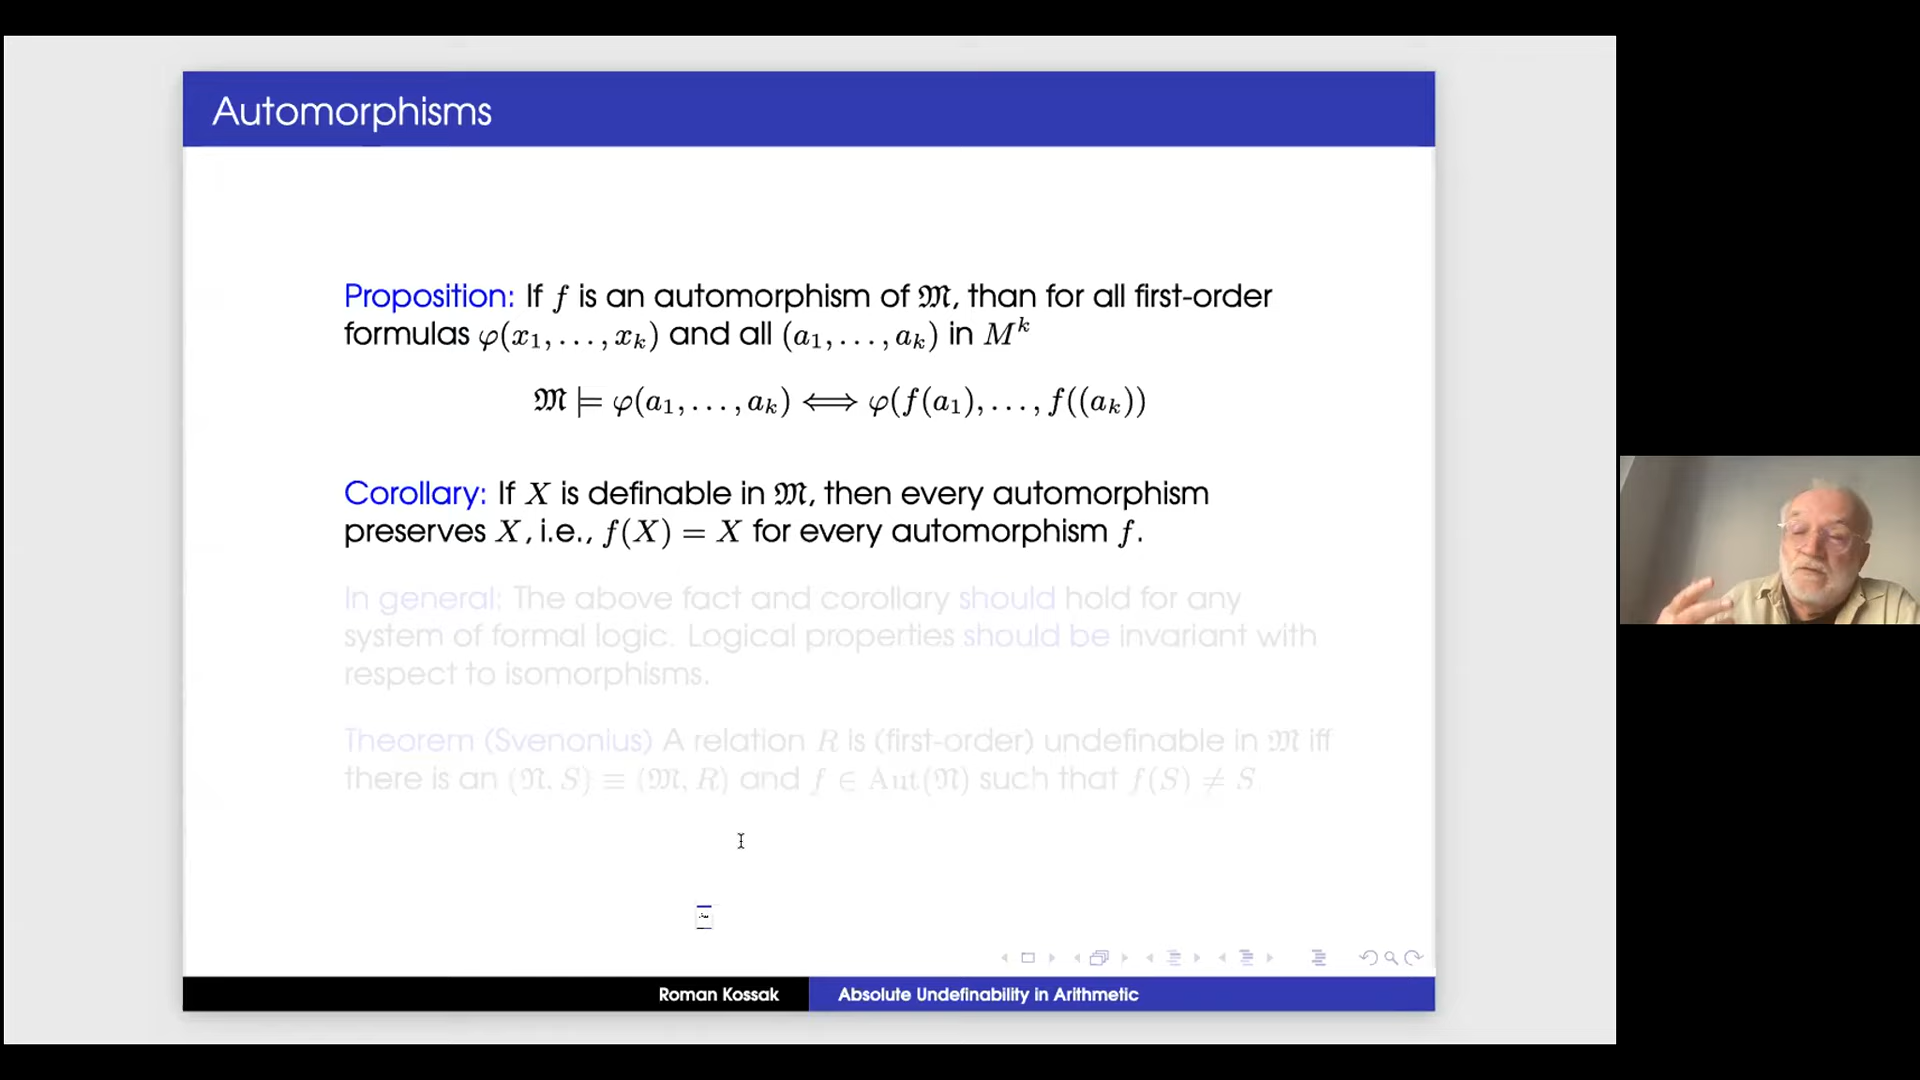 Automorphisms
Proposition: If f is an automorphism of 𝔐, than for all first-order
formulas φ(x₁, . . . , xₖ) and all (a₁, . . . , aₖ) in Mᵏ
𝔐 ⊨ φ(a₁, . . . , aₖ) ⟺ φ(f(a₁), . . . , f((aₖ))
Corollary: If X is definable in 𝔐, then every automorphism
preserves X, i.e., f(X) = X for every automorphism f.
In general: The above fact and corollary should hold for any
system of formal logic. Logical properties should be invariant with
respect to isomorphisms.
Theorem (Svenonius) A relation R is (first-order) undefinable in 𝔐 iff
there is an (𝔑, S) ≡ (𝔐, R) and f ∈ Aut(𝔑) such that f(S) ≠ S
Roman Kossak
Absolute Undefinability in Arithmetic